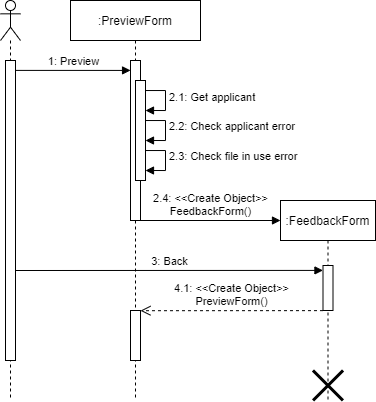 :PreviewForm
1: Preview
2.1: Get applicant
2.2: Check applicant error
2.3: Check file in use error
2.4: <<Create Object>>
FeedbackForm()
:FeedbackForm
3: Back
4.1: <<Create Object>>
PreviewForm()